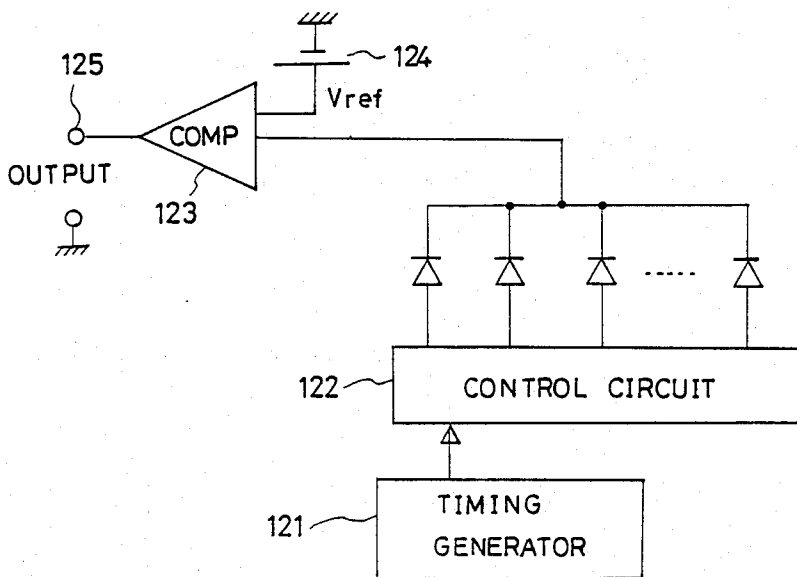 125
124
Vref
COMP
OUTPUT
123
122
CONTROL CIRCUIT
121
TIMING
GENERATOR